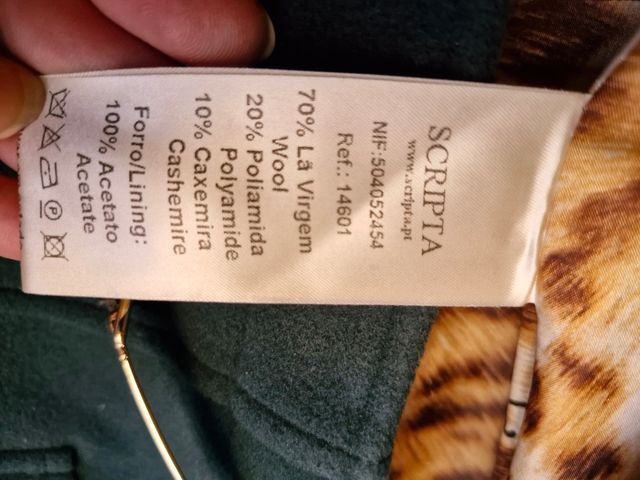 SCRIPTA
www.scripta.pt
NIF:504052454
Ref.: 14601
70% Lã Virgem
Wool
20% Poliamida
Polyamide
10% Caxemira
Cashemire
Forro/Lining:
100% Acetato
Acetate
P